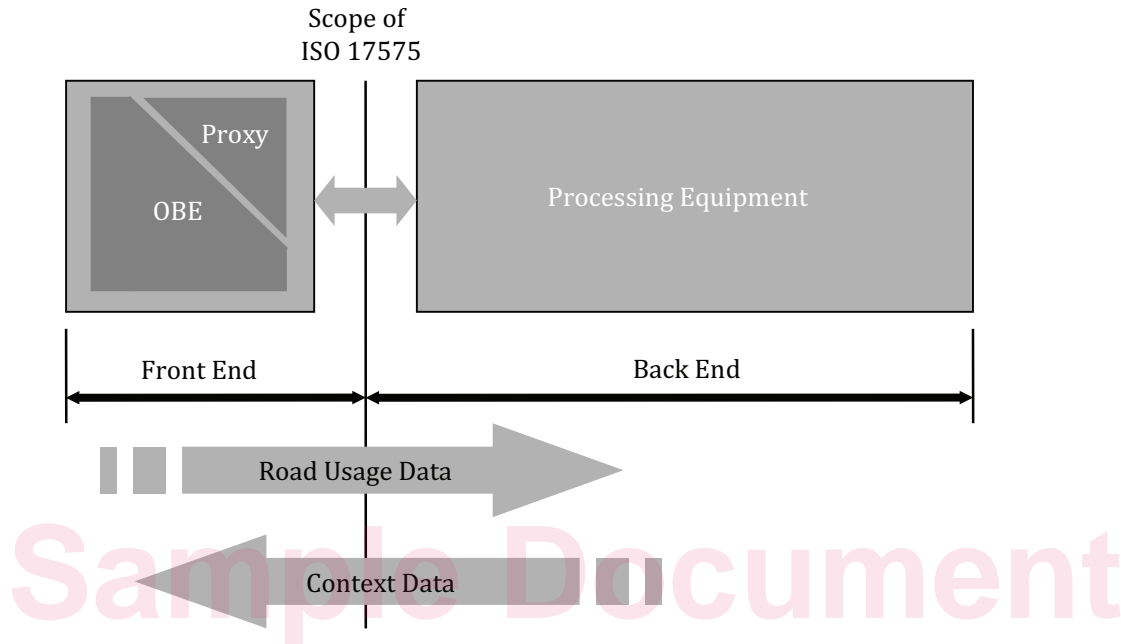 Scope of
ISO 17575
Proxy
OBE
Processing Equipment
Front End
Back End
Road Usage Data
Context Data
Sample Document